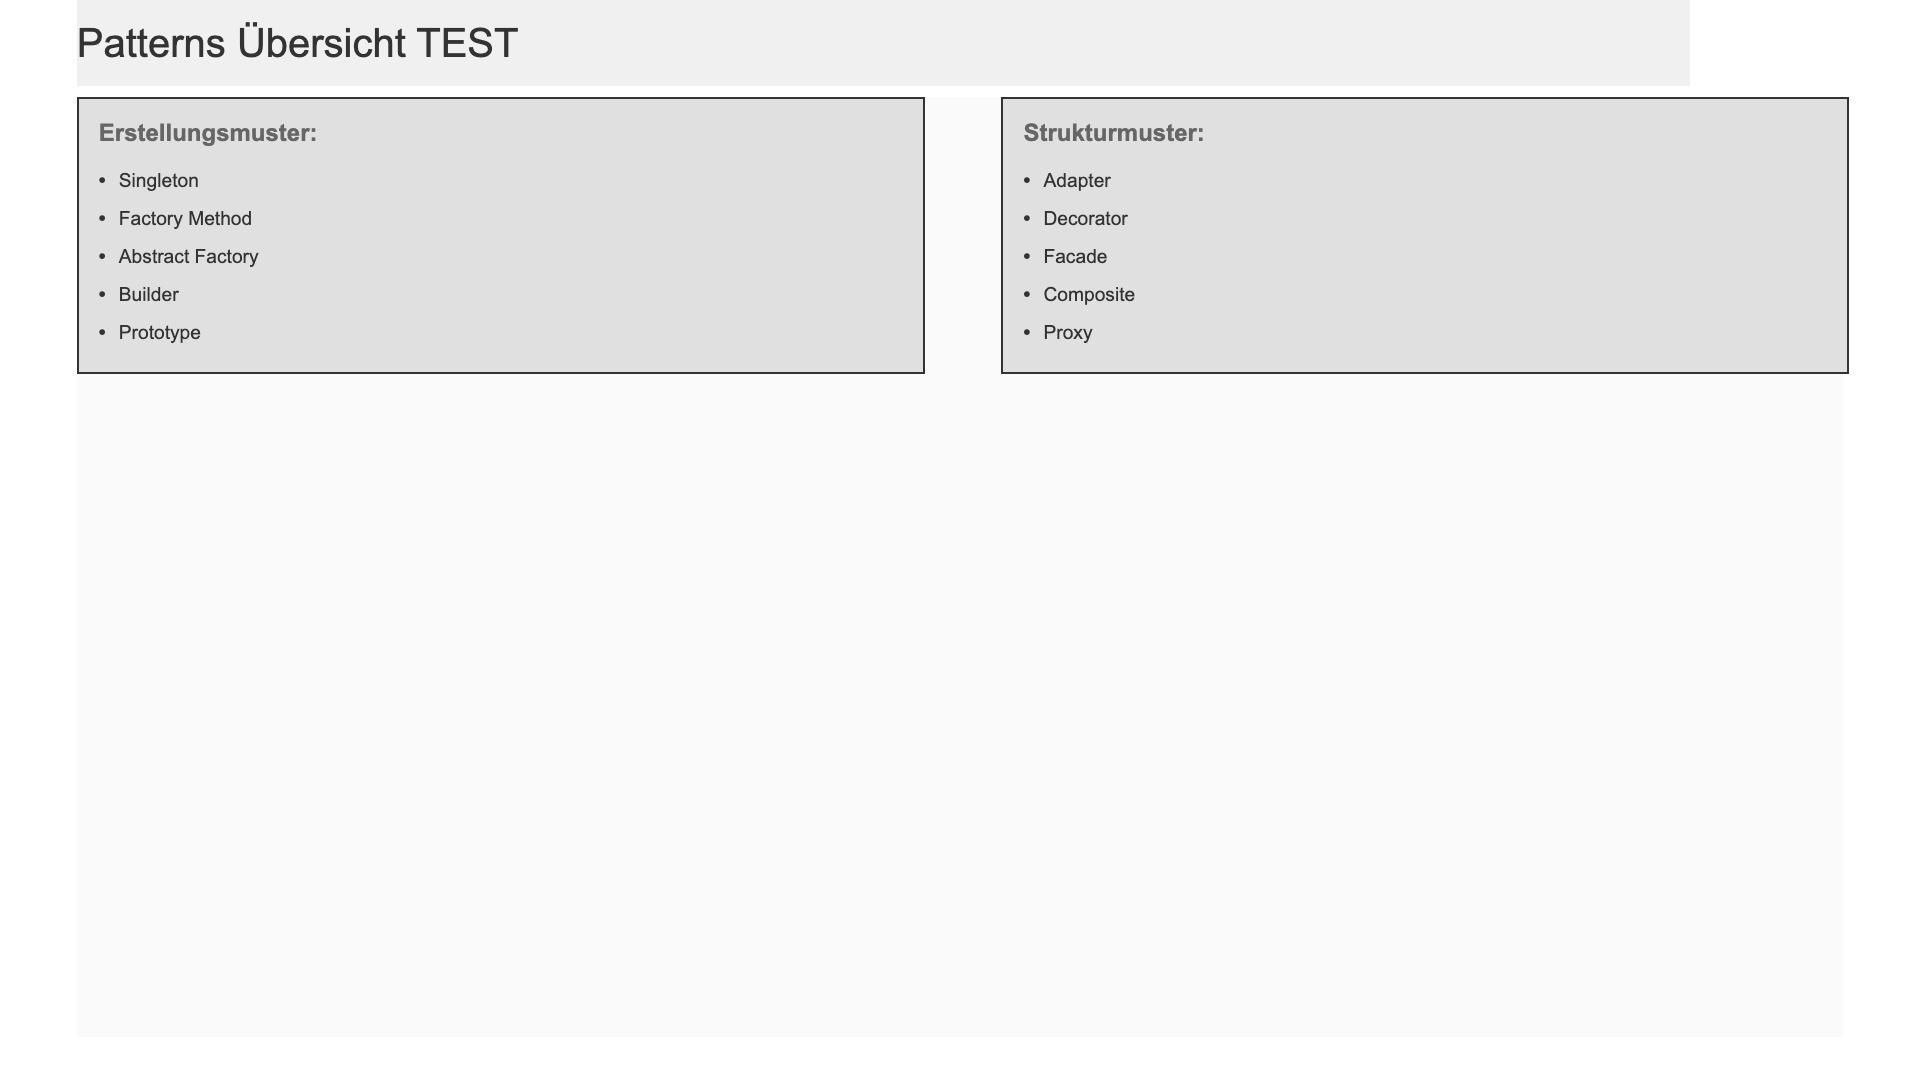 Patterns Übersicht TEST
Erstellungsmuster:
• Singleton
• Factory Method
• Abstract Factory
• Builder
• Prototype
Strukturmuster:
• Adapter
• Decorator
• Facade
• Composite
• Proxy